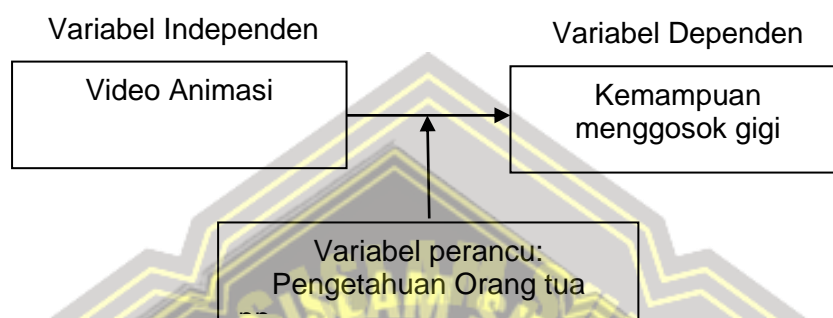 Variabel Independen
Variabel Dependen
Video Animasi
Kemampuan
menggosok gigi
Variabel perancu:
Pengetahuan Orang tua